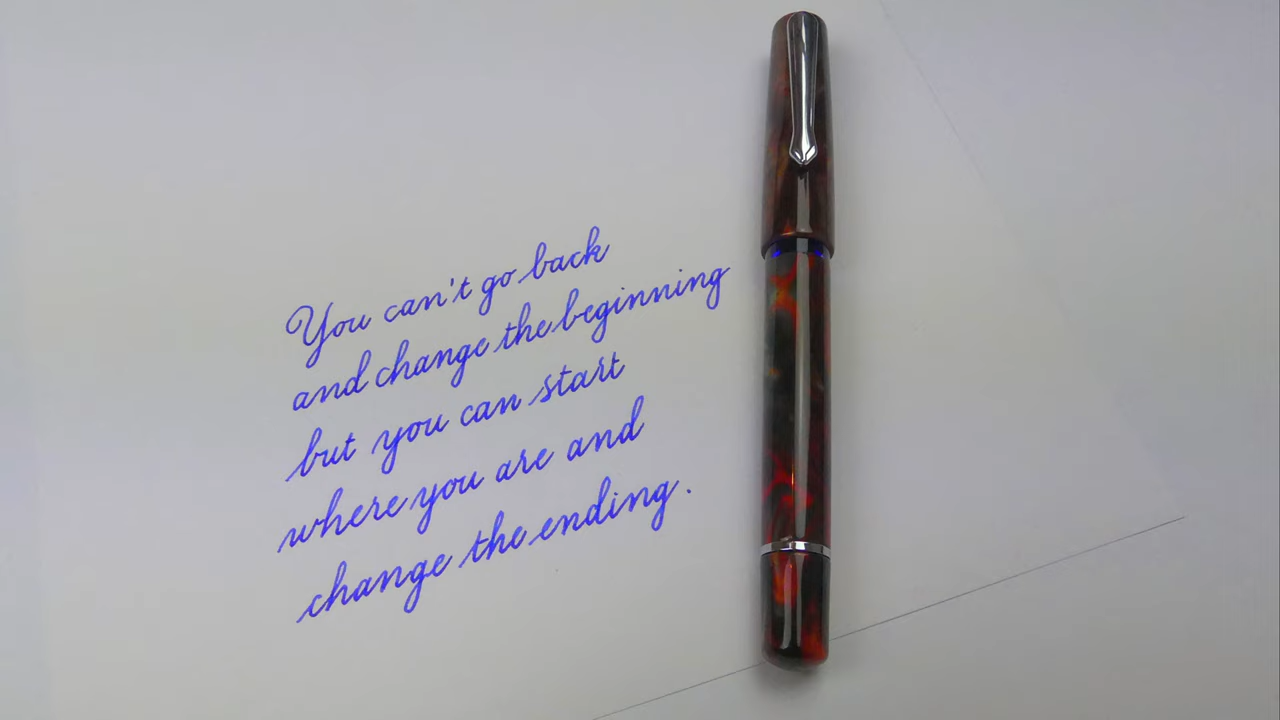 You can't go back
and change the beginning
but you can start
where you are and
change the ending.